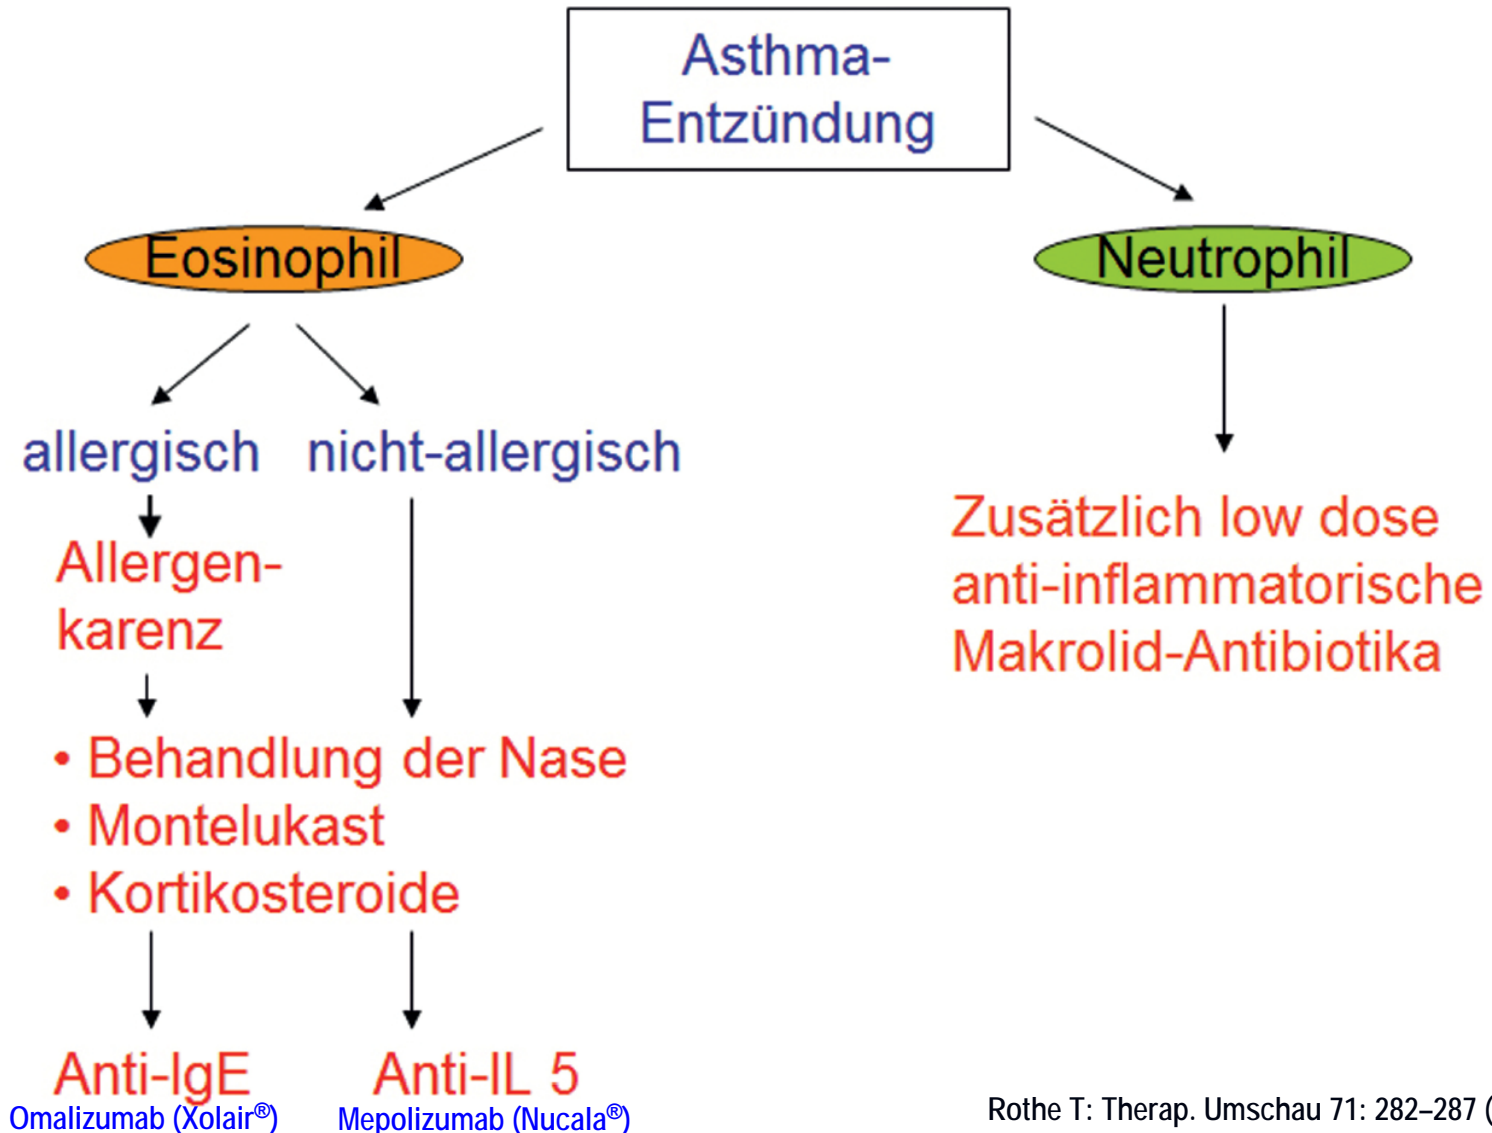 Asthma-
Entzündung
Eosinophil
Neutrophil
allergisch
nicht-allergisch
Allergen-
karenz
Zusätzlich low dose
anti-inflammatorische
Makrolid-Antibiotika
• Behandlung der Nase
• Montelukast
• Kortikosteroide
Anti-IgE
Anti-IL 5
Omalizumab (Xolair®)
Mepolizumab (Nucala®)
Rothe T: Therap. Umschau 71: 282–287 (